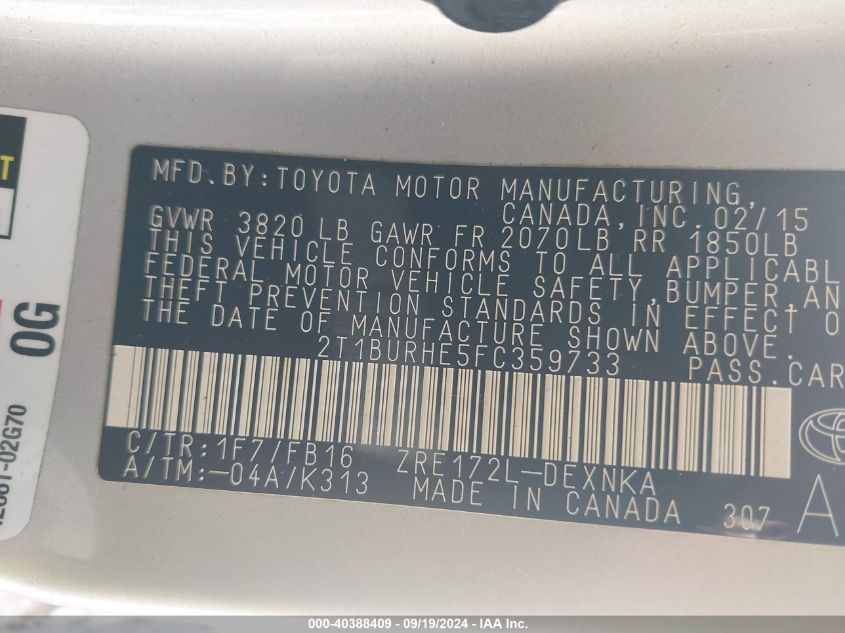 MFD.BY:TOYOTA MOTOR MANUFACTURING,
CANADA,INC. 02/15
GVWR 3820 LB GAWR FR 2070LB RR 1850LB
THIS VEHICLE CONFORMS TO ALL APPLICABL
FEDERAL MOTOR VEHICLE SAFETY,BUMPER AN
THEFT PREVENTION STANDARDS IN EFFECT O
THE DATE OF MANUFACTURE SHOWN ABOVE.
2T1BURHE5FC359733 PASS.CAR
C/TR:1F7/FB16 ZRE172L-DEXNKA
A/TM:-04A/K313 MADE IN CANADA 307 A
0G
-02G70
000-40388409 - 09/19/2024 - IAA Inc.